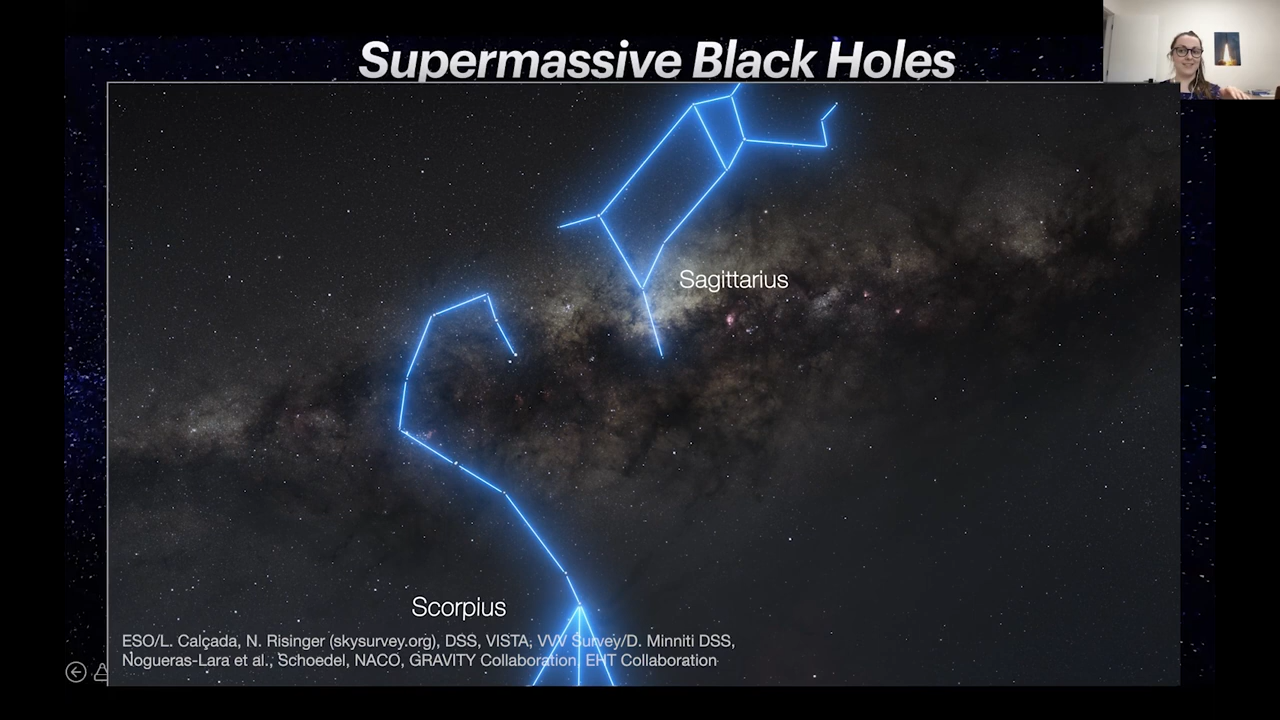 Supermassive Black Holes
Sagittarius
Scorpius
ESO/L. Calçada, N. Risinger (skysurvey.org), DSS, VISTA, VVV Survey/D. Minniti DSS,
Nogueras-Lara et al., Schoedel, NACO, GRAVITY Collaboration, EHT Collaboration